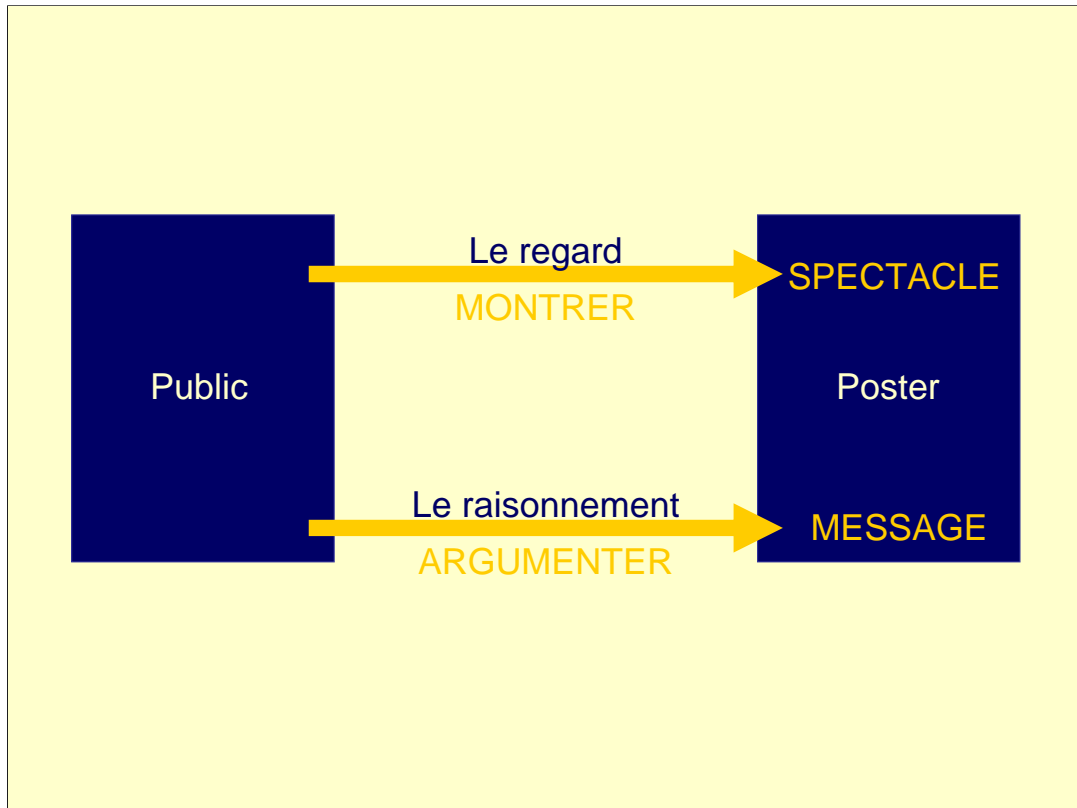 Le regard
SPECTACLE
MONTRER
Public
Poster
Le raisonnement
MESSAGE
ARGUMENTER